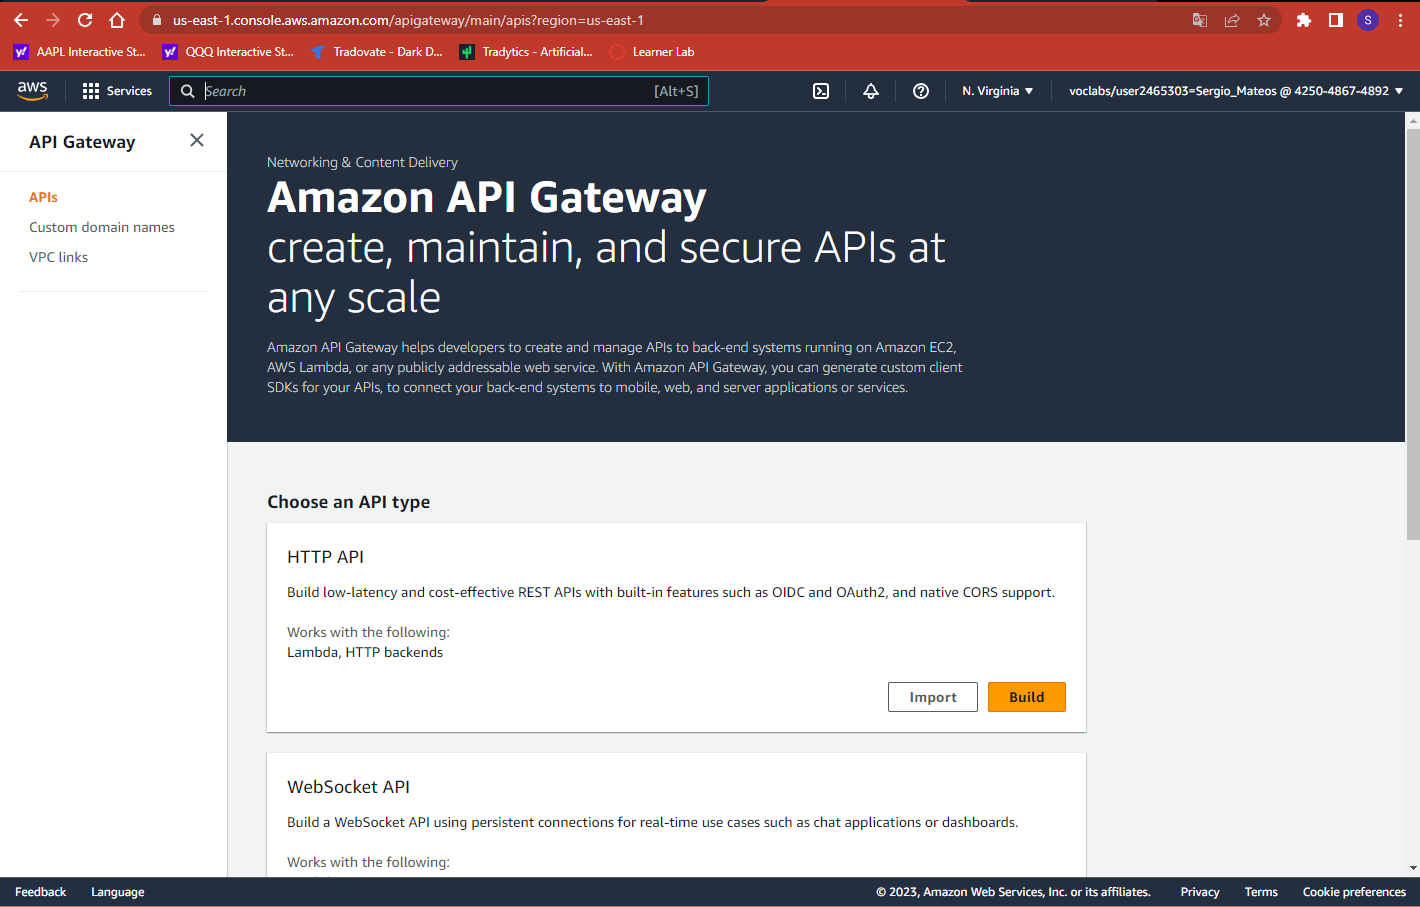 us-east-1.console.aws.amazon.com/apigateway/main/apis?region=us-east-1
S
AAPL Interactive St...
QQQ Interactive St...
Tradovate - Dark D...
Tradytics - Artificial...
Learner Lab
aws
Services
Search
[Alt+S]
N. Virginia
voclabs/user2465303=Sergio_Mateos @ 4250-4867-4892
API Gateway
APIs
Custom domain names
VPC links
Networking & Content Delivery
Amazon API Gateway
create, maintain, and secure APIs at
any scale
Amazon API Gateway helps developers to create and manage APIs to back-end systems running on Amazon EC2,
AWS Lambda, or any publicly addressable web service. With Amazon API Gateway, you can generate custom client
SDKs for your APIs, to connect your back-end systems to mobile, web, and server applications or services.
Choose an API type
HTTP API
Build low-latency and cost-effective REST APIs with built-in features such as OIDC and OAuth2, and native CORS support.
Works with the following:
Lambda, HTTP backends
Import
Build
WebSocket API
Build a WebSocket API using persistent connections for real-time use cases such as chat applications or dashboards.
Works with the following:
Feedback
Language
© 2023, Amazon Web Services, Inc. or its affiliates.
Privacy
Terms
Cookie preferences